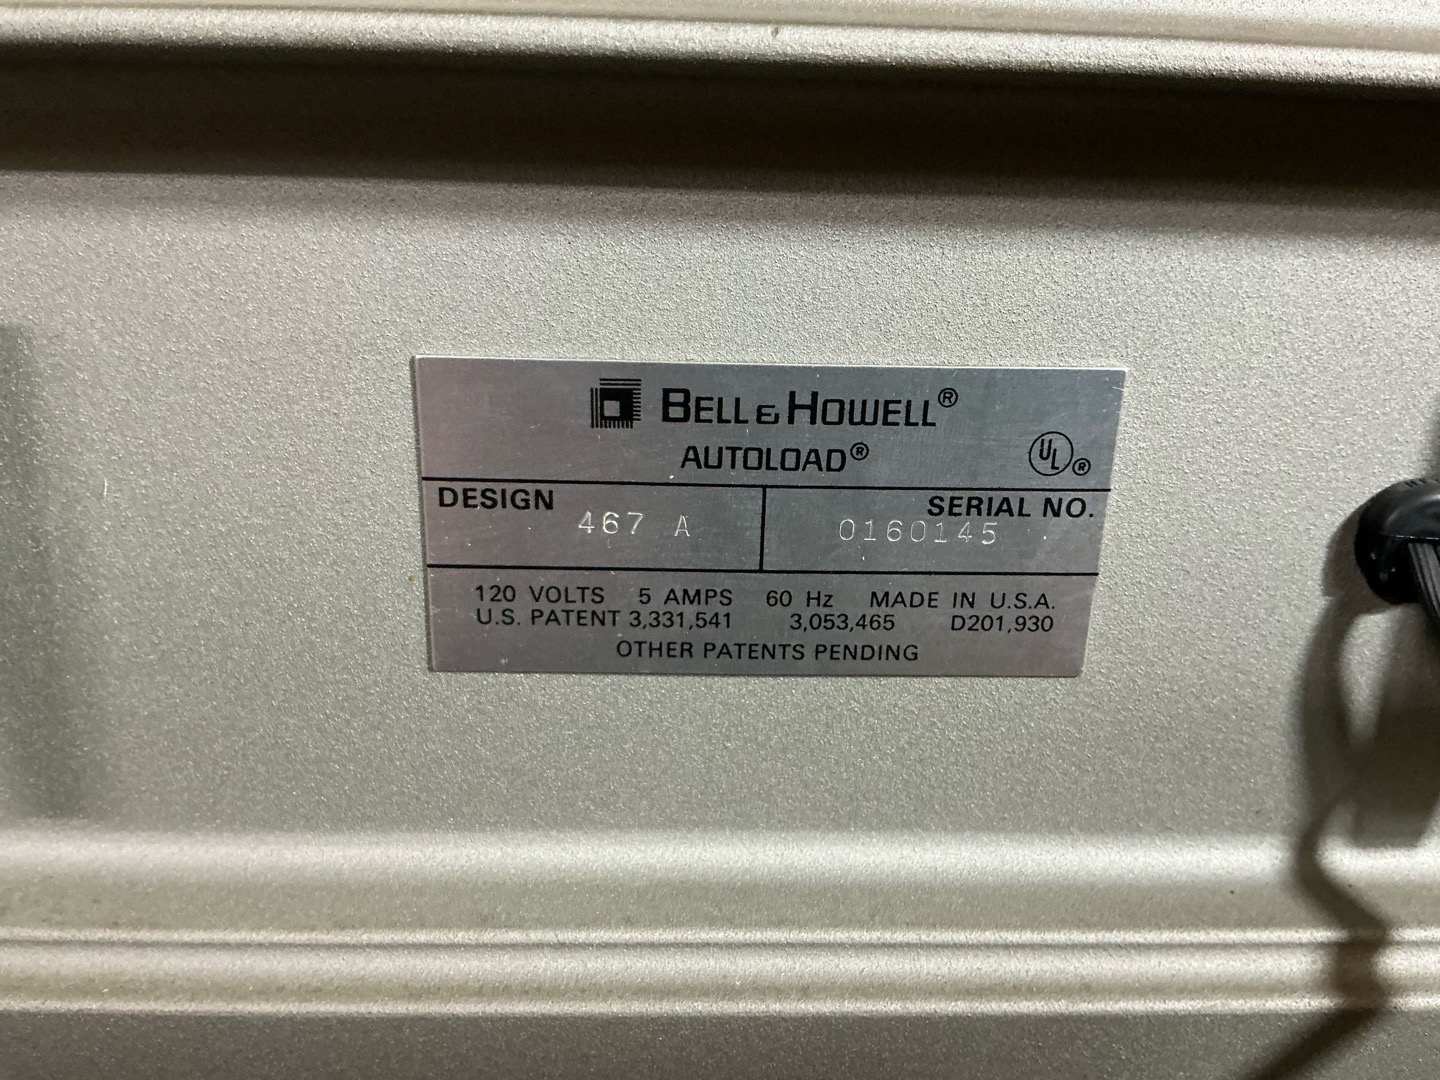 BELL & HOWELL®
AUTOLOAD®
UL®
DESIGN
467 A
SERIAL NO.
0160145
120 VOLTS 5 AMPS 60 Hz MADE IN U.S.A.
U.S. PATENT 3,331,541 3,053,465 D201,930
OTHER PATENTS PENDING